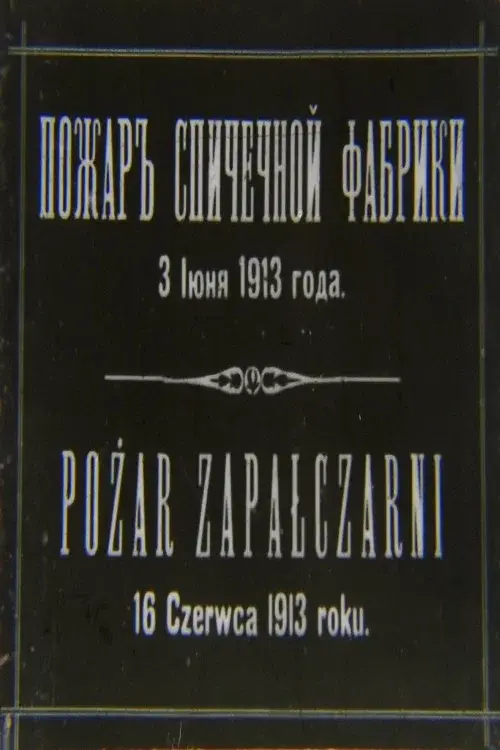 ПОЖАРЪ СПИЧЕЧНОЙ ФАБРИКИ
3 Іюня 1913 года.
POŻAR ZAPAŁCZARNI
16 Czerwca 1913 roku.